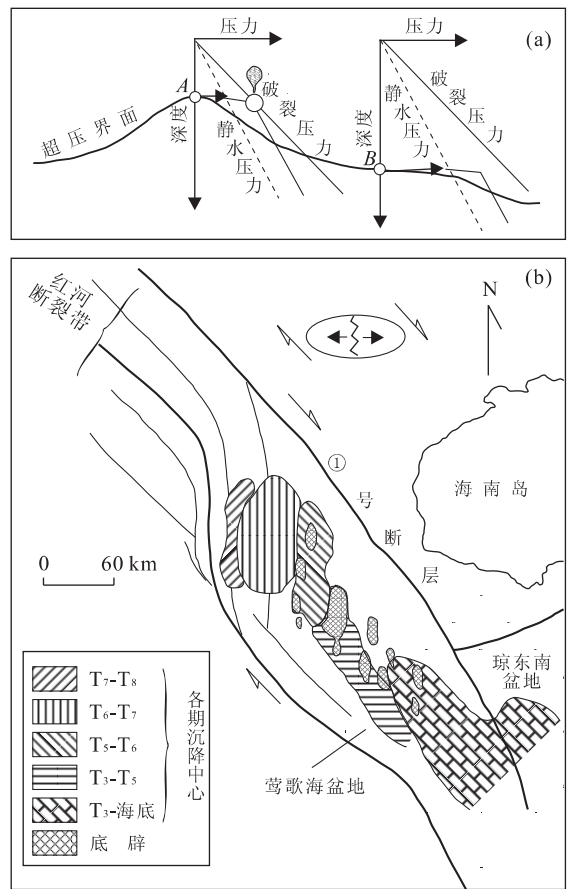 (a)
压力
A
超压界面
深度
静水压力
破裂压力
压力
深度
B
静水压力
破裂压力
(b)
红河
断裂带
N
①号断层
海南岛
0 60 km
琼东南
盆地
莺歌海盆地
T₇-T₈
T₆-T₇
T₅-T₆
T₃-T₅
T₃-海底
底辟
各期沉降中心